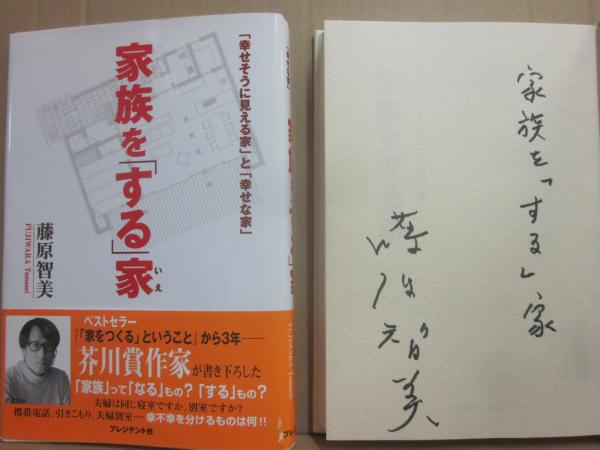 「幸せそうに見える家」と「幸せな家」
家族を「する」家
いえ
藤原智美
FUJIWARA Tomomi
ベストセラー
『「家をつくる」ということ』から3年──
芥川賞作家が書き下ろした
「家族」って「なる」もの?「する」もの?
夫婦は同じ寝室ですか、別室ですか?
携帯電話、引きこもり、夫婦別室‥‥幸不幸を分けるものは何!!
プレジデント社
家族を「する」家
藤原智美